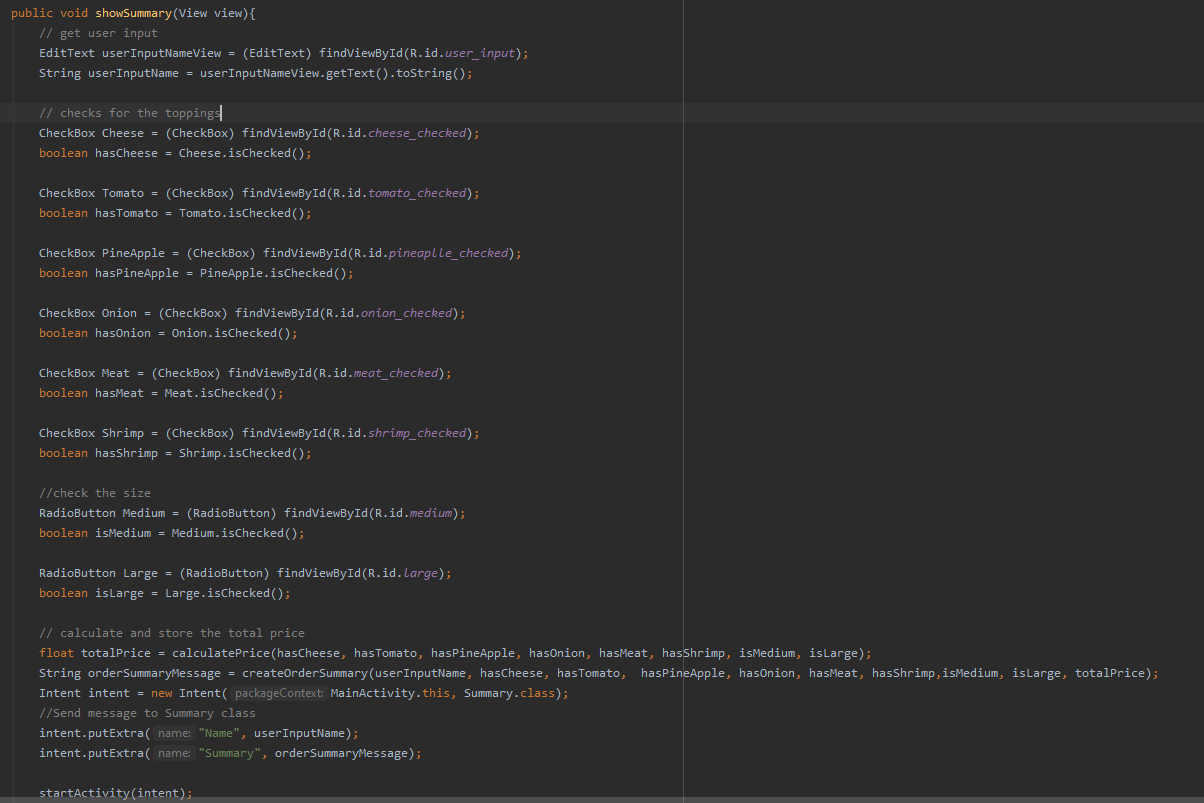 public void showSummary(View view){
// get user input
EditText userInputNameView = (EditText) findViewById(R.id.user_input);
String userInputName = userInputNameView.getText().toString();
// checks for the toppings
CheckBox Cheese = (CheckBox) findViewById(R.id.cheese_checked);
boolean hasCheese = Cheese.isChecked();
CheckBox Tomato = (CheckBox) findViewById(R.id.tomato_checked);
boolean hasTomato = Tomato.isChecked();
CheckBox PineApple = (CheckBox) findViewById(R.id.pineaplle_checked);
boolean hasPineApple = PineApple.isChecked();
CheckBox Onion = (CheckBox) findViewById(R.id.onion_checked);
boolean hasOnion = Onion.isChecked();
CheckBox Meat = (CheckBox) findViewById(R.id.meat_checked);
boolean hasMeat = Meat.isChecked();
CheckBox Shrimp = (CheckBox) findViewById(R.id.shrimp_checked);
boolean hasShrimp = Shrimp.isChecked();
//check the size
RadioButton Medium = (RadioButton) findViewById(R.id.medium);
boolean isMedium = Medium.isChecked();
RadioButton Large = (RadioButton) findViewById(R.id.large);
boolean isLarge = Large.isChecked();
// calculate and store the total price
float totalPrice = calculatePrice(hasCheese, hasTomato, hasPineApple, hasOnion, hasMeat, hasShrimp, isMedium, isLarge);
String orderSummaryMessage = createOrderSummary(userInputName, hasCheese, hasTomato,  hasPineApple, hasOnion, hasMeat, hasShrimp,isMedium, isLarge, totalPrice);
Intent intent = new Intent( packageContext: MainActivity.this, Summary.class);
//Send message to Summary class
intent.putExtra( name: "Name", userInputName);
intent.putExtra( name: "Summary", orderSummaryMessage);
startActivity(intent);